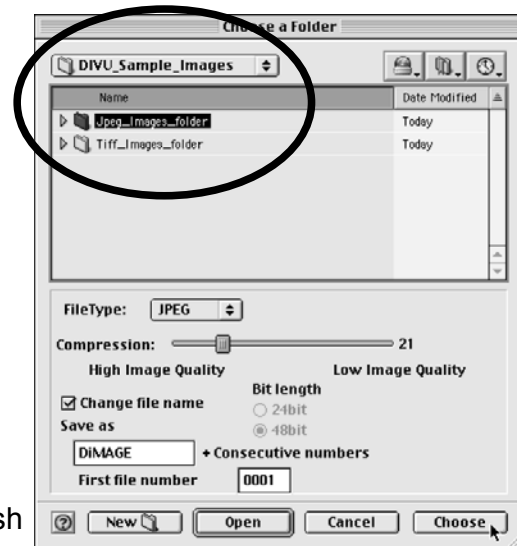 Choose a Folder
DIVU_Sample_Images
Name Date Modified
Jpeg_Images_folder Today
Tiff_Images_folder Today
FileType: JPEG
Compression: 21
High Image Quality Low Image Quality
Bit length
Change file name 24bit
Save as 48bit
DiMAGE + Consecutive numbers
First file number 0001
sh
? New Open Cancel Choose